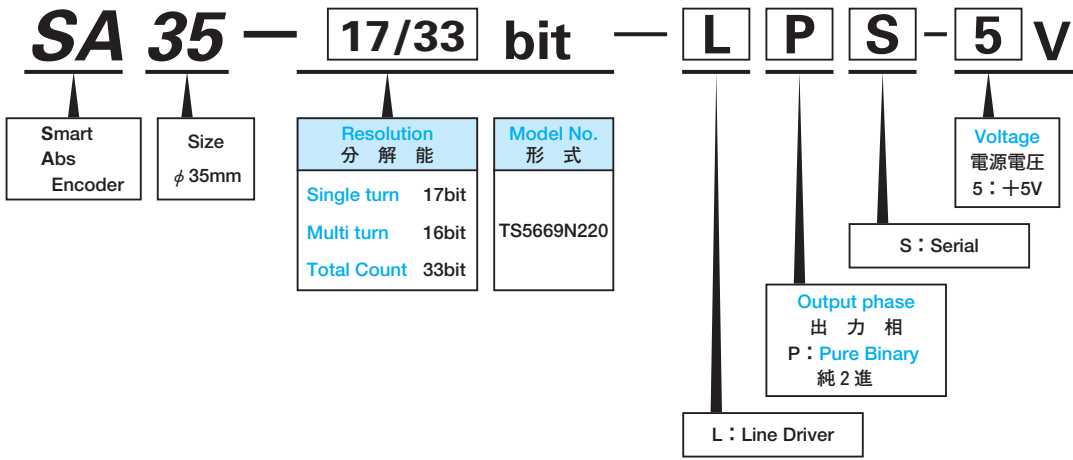 SA 35 — 17/33 bit — L P S - 5 V
Smart
Abs
Encoder
Size
φ 35mm
Resolution
分 解 能
Single turn 17bit
Multi turn 16bit
Total Count 33bit
Model No.
形 式
TS5669N220
Voltage
電源電圧
5：＋5V
S：Serial
Output phase
出 力 相
P：Pure Binary
純 2 進
L：Line Driver